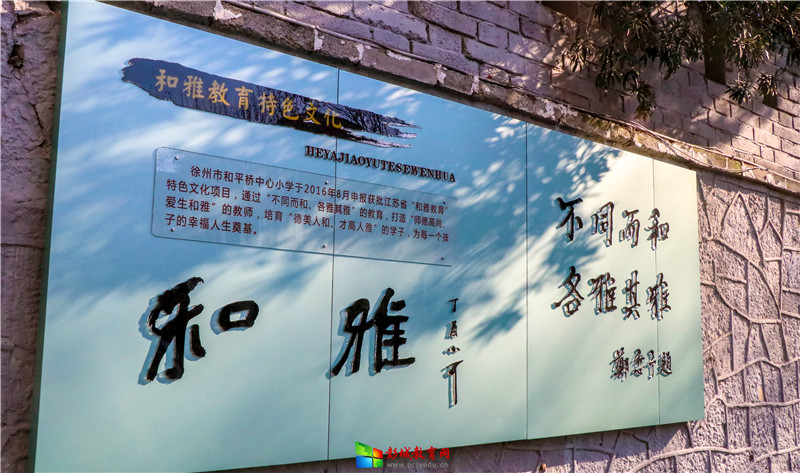 和雅教育特色文化
HEYAJIAOYUTESEWENHUA
徐州市和平桥中心小学于2016年8月申报获批江苏省“和雅教育”
特色文化项目，通过“不同而和、各雅其雅”的教育，打造“师德高尚、
爱生和雅”的教师，培育“德美人和、才高人雅”的学子，为每一个孩
子的幸福人生奠基。
和 雅
不同而和
各雅其雅
题
彭城教育网
www.pcjyedu.cn